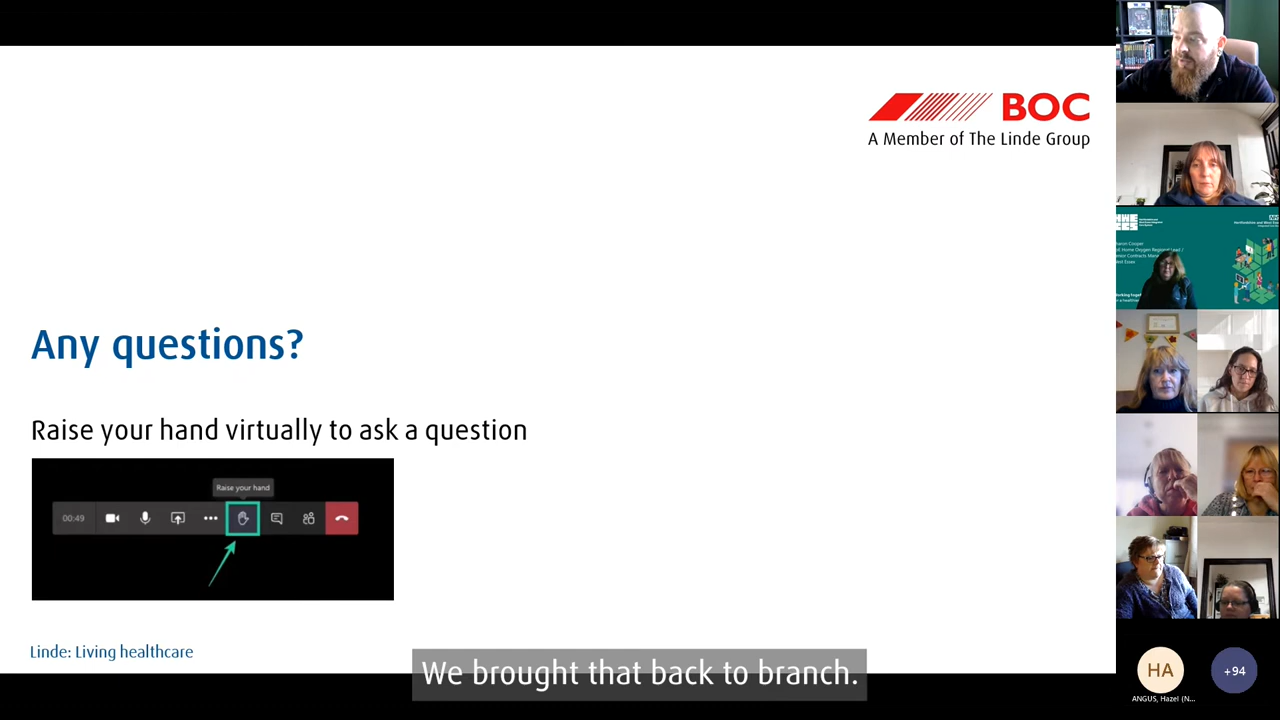 BOC
A Member of The Linde Group
Any questions?
Raise your hand virtually to ask a question
Raise your hand
00:49
Linde: Living healthcare
We brought that back to branch.
HA
+94
ANGUS, Hazel (N...